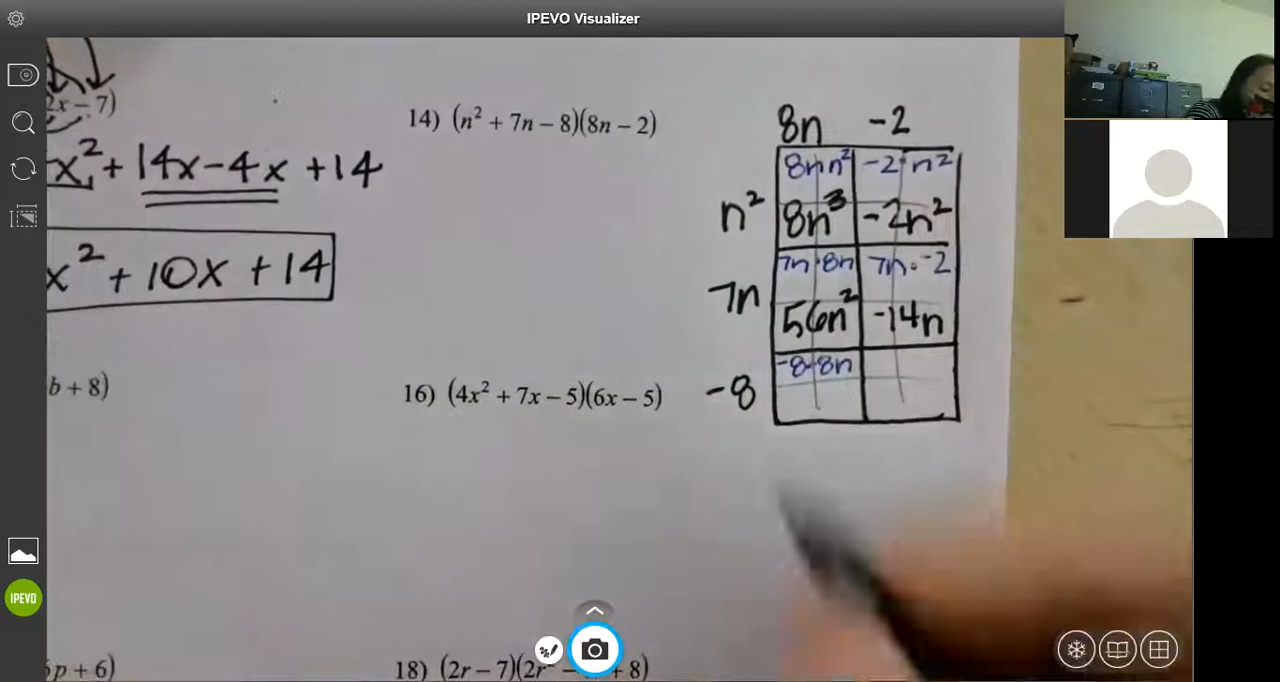 IPEVO Visualizer
2x – 7)
x² + 14x – 4x + 14
x² + 10x + 14
14) (n² + 7n – 8)(8n – 2)
8n -2
8n n² -2·n²
n² 8n³ -2n²
7n·8n 7n·-2
7n 56n² -14n
-8·8n
-8
b + 8)
16) (4x² + 7x – 5)(6x – 5)
IPEVO
p + 6)
18) (2r – 7)(2r + 8)